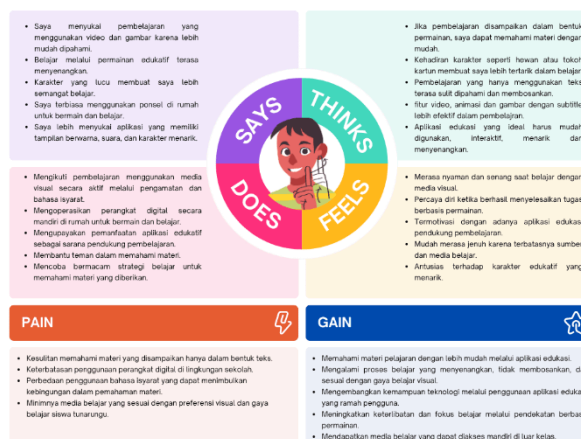 • Saya menyukai pembelajaran yang
menggunakan video dan gambar karena lebih
mudah dipahami.
• Belajar melalui permainan edukatif terasa
menyenangkan.
• Karakter yang lucu membuat saya lebih
semangat belajar.
• Saya terbiasa menggunakan ponsel di rumah
untuk bermain dan belajar.
• Saya lebih menyukai aplikasi yang memiliki
tampilan berwarna, suara, dan karakter menarik.
SAYS
THINKS
• Jika pembelajaran disampaikan dalam bentuk
permainan, saya dapat memahami materi dengan
mudah.
• Kehadiran karakter seperti hewan atau tokoh
kartun membuat saya lebih tertarik dalam belajar.
• Pembelajaran yang hanya menggunakan teks
terasa sulit dipahami dan membosankan.
• fitur video, animasi dan gambar dengan subtitle
lebih efektif dalam pembelajran.
• Aplikasi edukasi yang ideal harus mudah
digunakan, interaktif, menarik dan
menyenangkan.
• Mengikuti pembelajaran menggunakan media
visual secara aktif melalui pengamatan dan
bahasa isyarat.
• Mengoperasikan perangkat digital secara
mandiri di rumah untuk bermain dan belajar.
• Mengupayakan pemanfaatan aplikasi edukatif
sebagai sarana pendukung pembelajaran.
• Membantu teman dalam memahami materi.
• Mencoba bermacam strategi belajar untuk
memahami materi yang diberikan.
DOES
FEELS
• Merasa nyaman dan senang saat belajar dengan
media visual.
• Percaya diri ketika berhasil menyelesaikan tugas
berbasis permainan.
• Termotivasi dengan adanya aplikasi edukasi
pendukung pembelajaran.
• Mudah merasa jenuh karena terbatasnya sumber
dan media belajar.
• Antusias terhadap karakter edukatif yang
menarik.
PAIN
• Kesulitan memahami materi yang disampaikan hanya dalam bentuk teks.
• Keterbatasan penggunaan perangkat digital di lingkungan sekolah.
• Perbedaan penggunaan bahasa isyarat yang dapat menimbulkan
kebingungan dalam pemahaman materi.
• Minimnya media belajar yang sesuai dengan preferensi visual dan gaya
belajar siswa tunarungu.
GAIN
• Memahami materi pelajaran dengan lebih mudah melalui aplikasi edukasi.
• Mengalami proses belajar yang menyenangkan, tidak membosankan,
sesuai dengan gaya belajar visual.
• Mengembangkan kemampuan teknologi melalui penggunaan aplikasi
yang ramah pengguna.
• Meningkatkan keterlibatan dan fokus belajar melalui pendekatan
permainan.
• Mendapatkan media belajar yang dapat diakses mandiri di luar kelas.